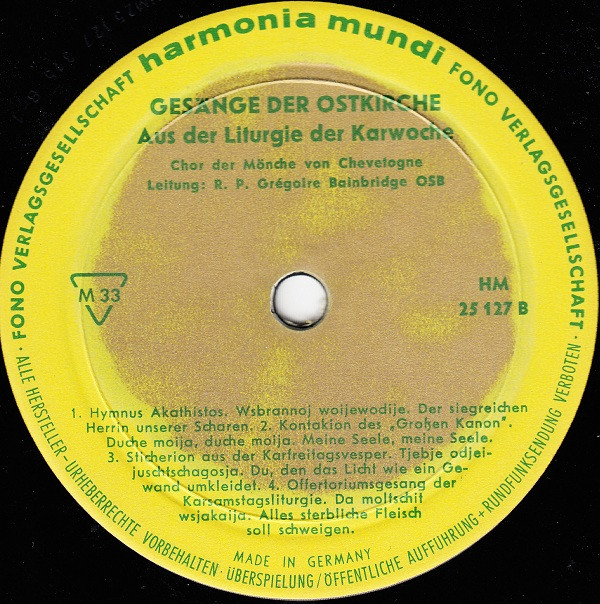 harmonia mundi
FONO VERLAGSGESELLSCHAFT
FONO VERLAGSGESELLSCHAFT ·
GESÄNGE DER OSTKIRCHE
Aus der Liturgie der Karwoche
Chor der Mönche von Chevetogne
Leitung: R. P. Grégoire Bainbridge OSB
M 33
HM
25 127 B
1. Hymnus Akathistos. Wsbrannoj woijewodije. Der siegreichen
Herrin unserer Scharen. 2. Kontakion des „Großen Kanon".
Duche moija, duche moija. Meine Seele, meine Seele.
3. Sticherion aus der Karfreitagsvesper. Tjebje odjei-
juschtschagosja. Du, den das Licht wie ein Ge-
wand umkleidet. 4. Offertoriumsgesang der
Karsamstagsliturgie. Da moltschit
wsjakaija. Alles sterbliche Fleisch
soll schweigen.
MADE IN GERMANY
· ALLE HERSTELLER- URHEBERRECHTE VORBEHALTEN · ÜBERSPIELUNG/ÖFFENTLICHE AUFFÜHRUNG + RUNDFUNKSENDUNG VERBOTEN ·